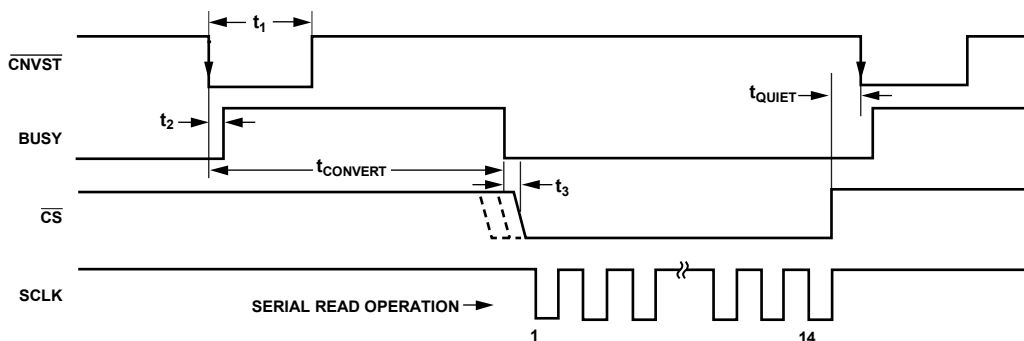 t1
CNVST
tQUIET
t2
BUSY
tCONVERT
t3
CS
SCLK
SERIAL READ OPERATION
1
14